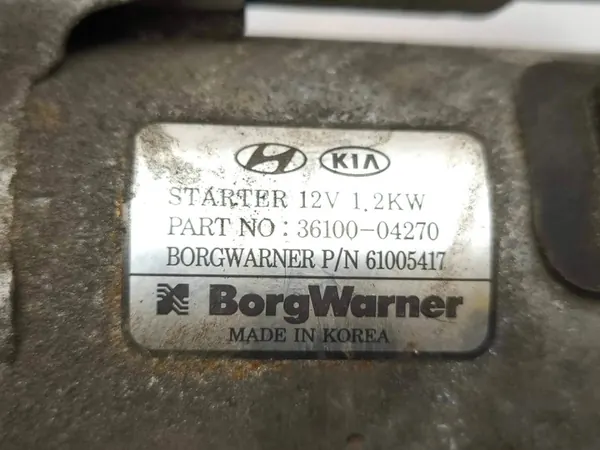 KIA
STARTER 12V 1.2KW
PART NO : 36100-04270
BORGWARNER P/N 61005417
BorgWarner
MADE IN KOREA